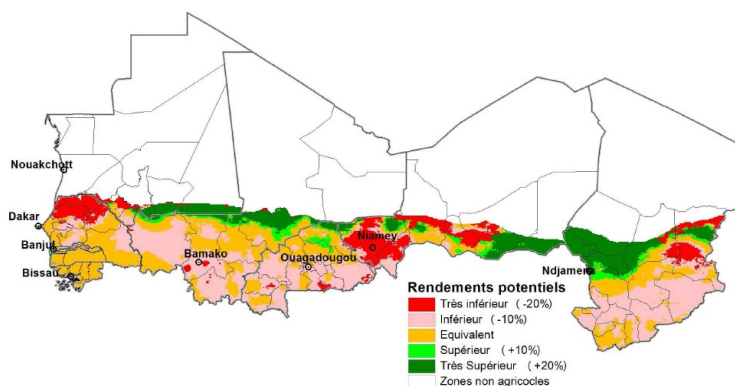 Nouakchott
Dakar
Banjul
Bissau
Bamako
Ouagadougou
Niamey
Ndjamena
Rendements potentiels
Très inférieur (-20%)
Inférieur (-10%)
Equivalent
Supérieur (+10%)
Très Supérieur (+20%)
Zones non agricocles